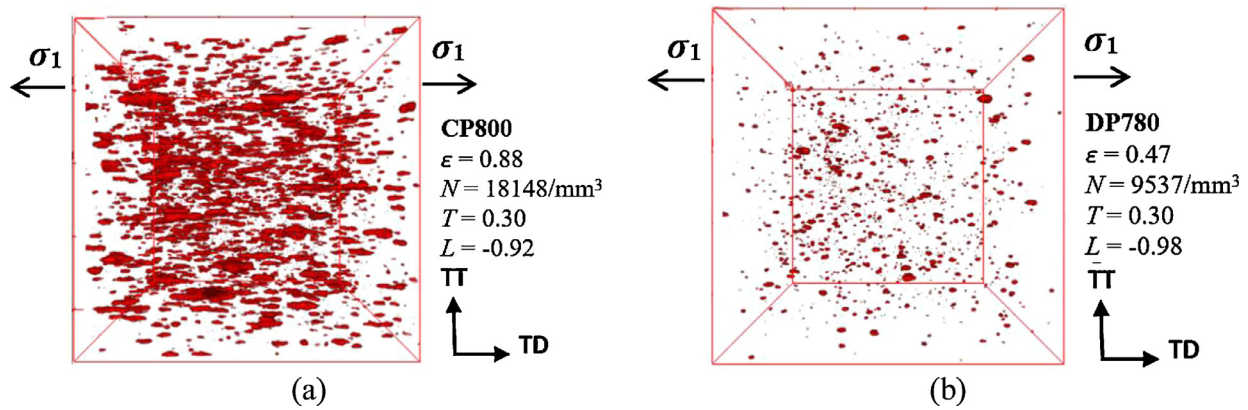 σ₁
σ₁
CP800
ε = 0.88
N = 18148/mm³
T = 0.30
L = -0.92
TT
TD
(a)
σ₁
σ₁
DP780
ε = 0.47
N = 9537/mm³
T = 0.30
L = -0.98
TT
TD
(b)